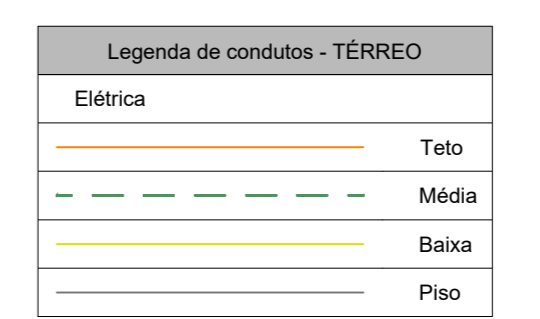 Legenda de condutos - TÉRREO
Elétrica
Teto
Média
Baixa
Piso